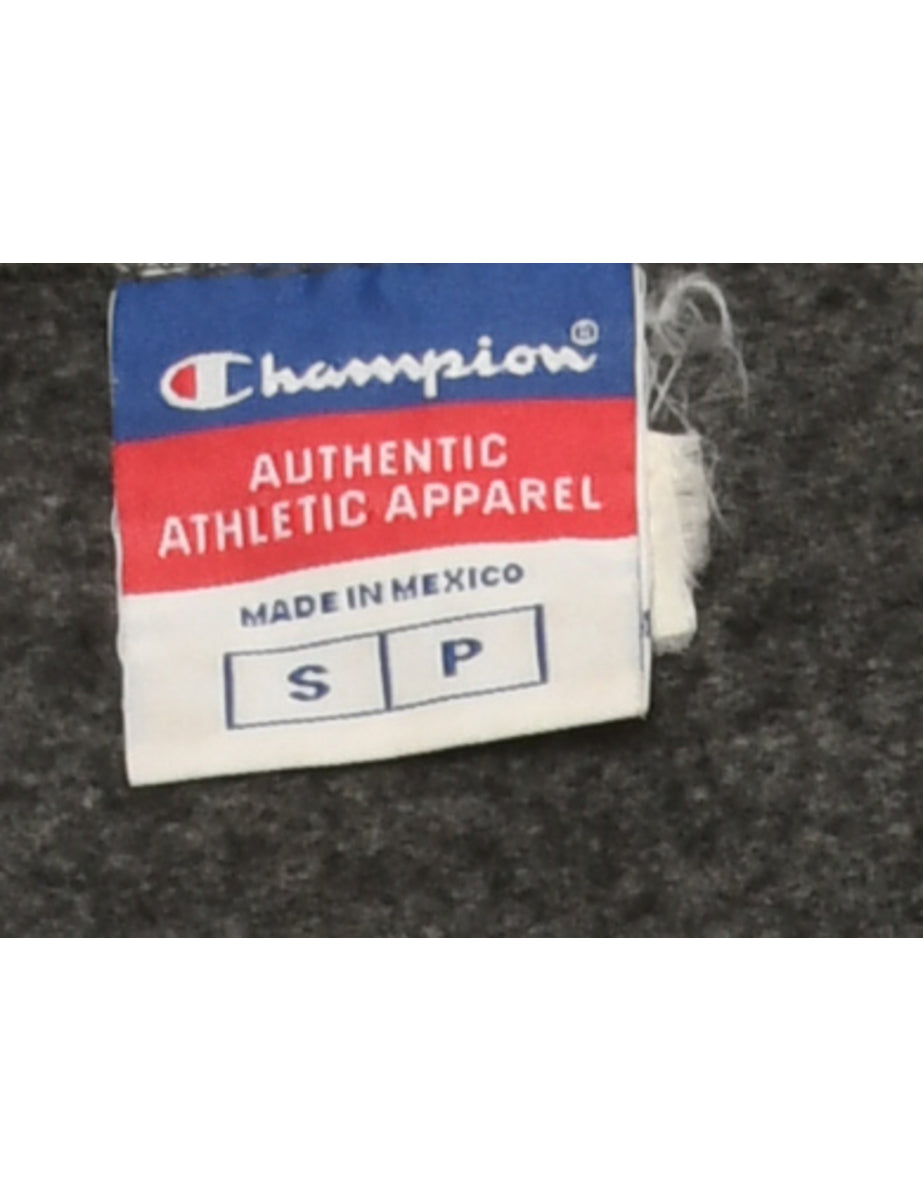 Champion®
AUTHENTIC
ATHLETIC APPAREL
MADE IN MEXICO
S P